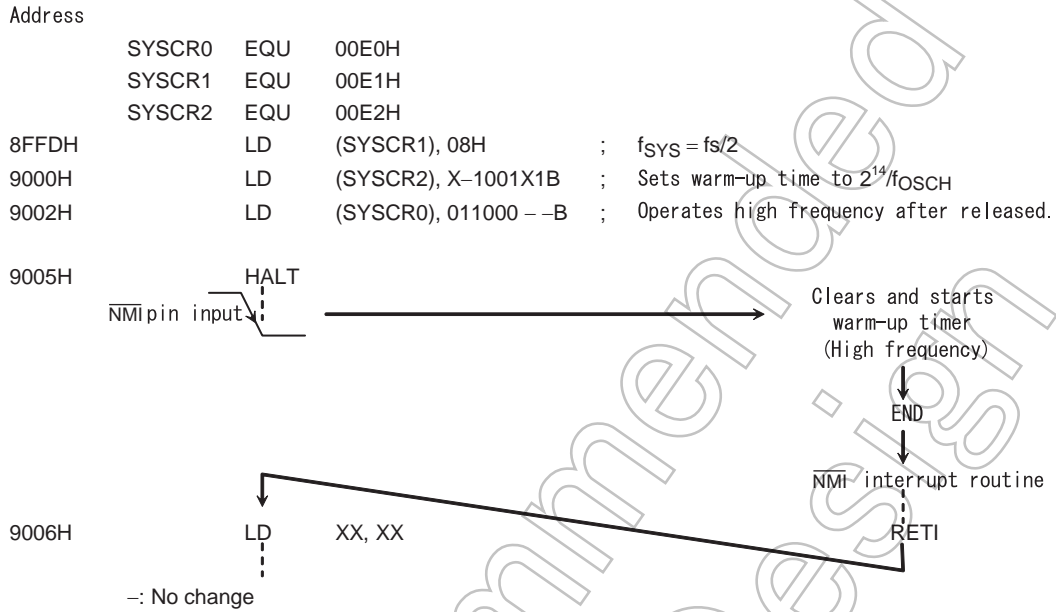 Address
SYSCR0 EQU 00E0H
SYSCR1 EQU 00E1H
SYSCR2 EQU 00E2H
8FFDH LD (SYSCR1), 08H ; fSYS = fs/2
9000H LD (SYSCR2), X–1001X1B ; Sets warm-up time to 2^14/fOSCH
9002H LD (SYSCR0), 011000 – –B ; Operates high frequency after released.
9005H HALT
NMI pin input
Clears and starts
warm-up timer
(High frequency)
END
NMI interrupt routine
9006H LD XX, XX RETI
–: No change